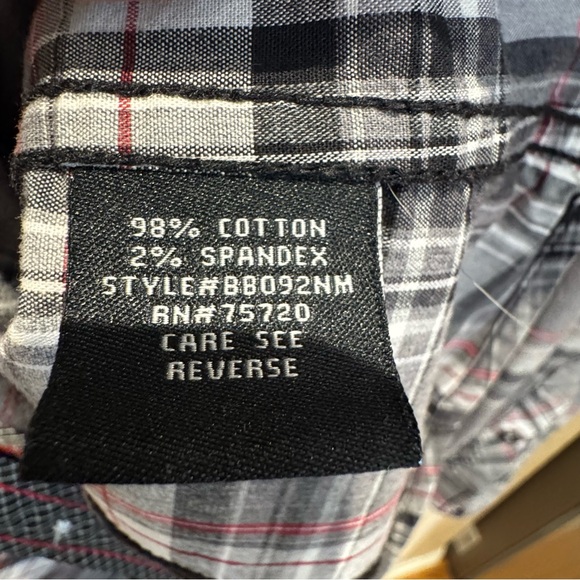 98% COTTON
2% SPANDEX
STYLE#BB092NM
RN#75720
CARE SEE
REVERSE